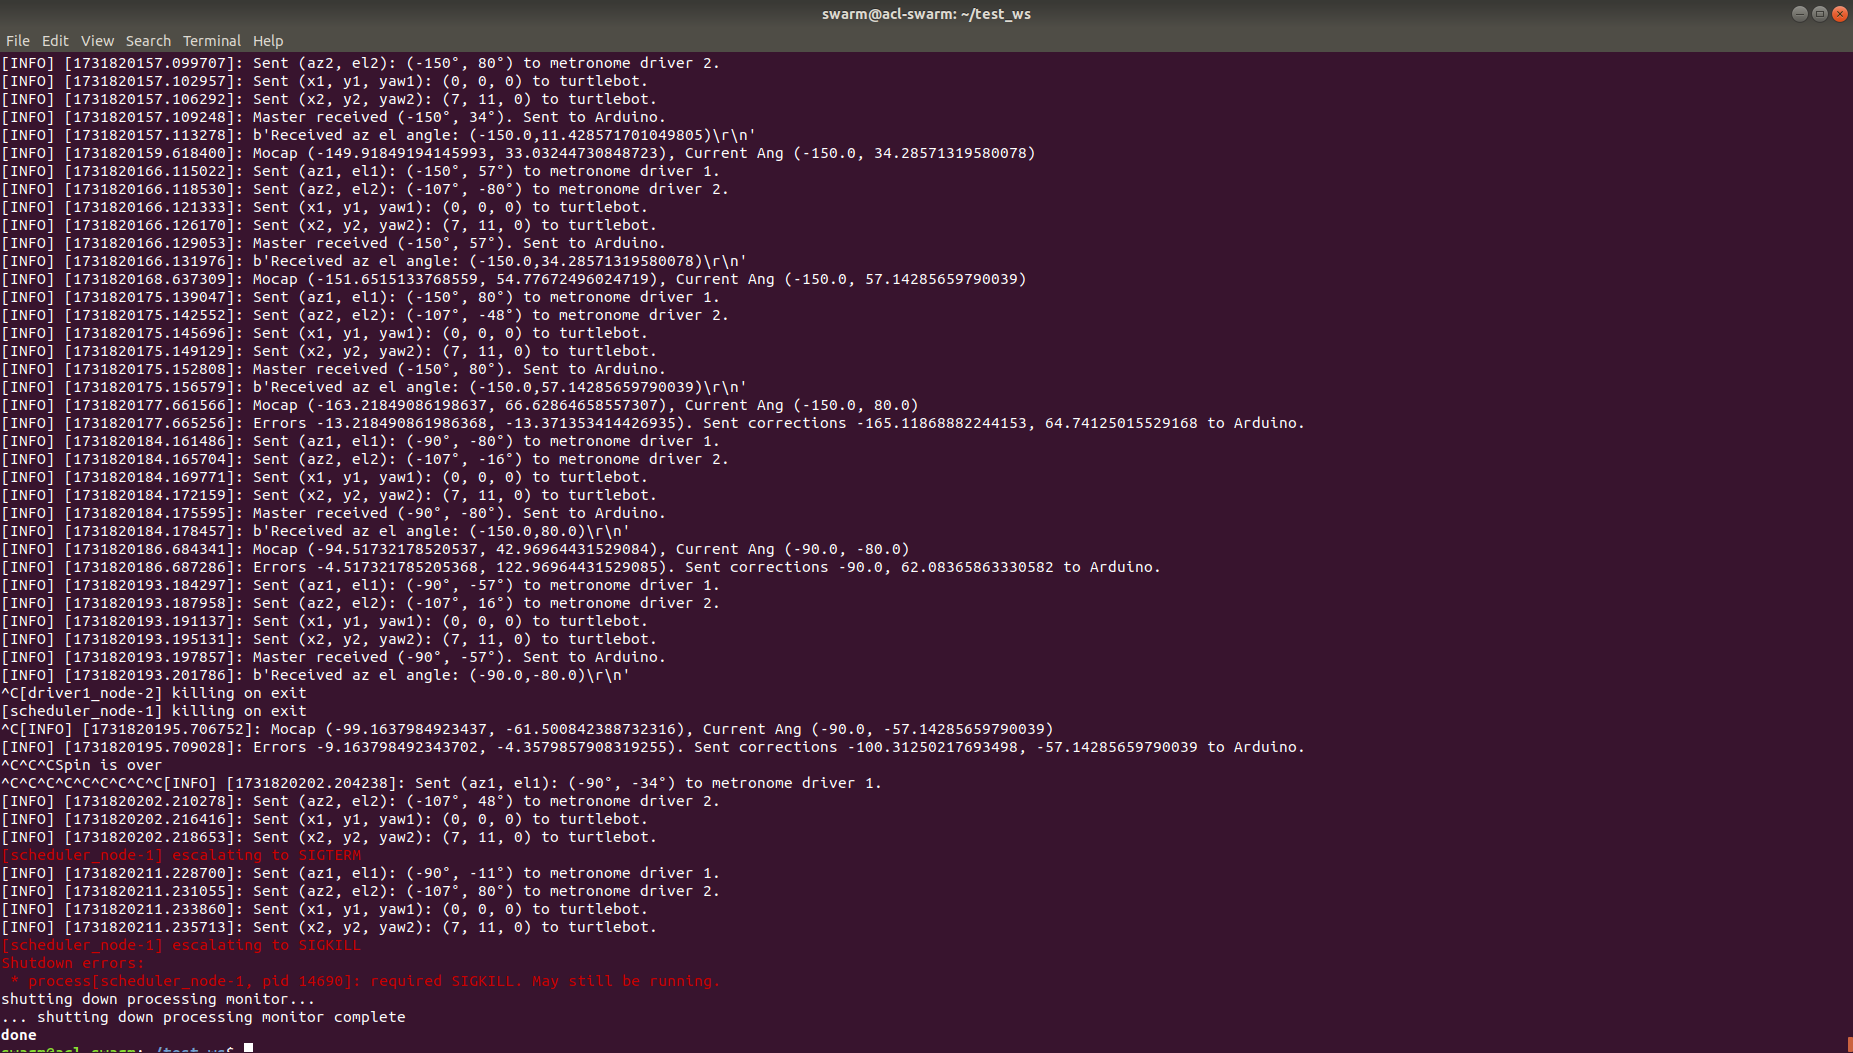 swarm@acl-swarm: ~/test_ws
File Edit View Search Terminal Help
[INFO] [1731820157.099707]: Sent (az2, el2): (-150°, 80°) to metronome driver 2.
[INFO] [1731820157.102957]: Sent (x1, y1, yaw1): (0, 0, 0) to turtlebot.
[INFO] [1731820157.106292]: Sent (x2, y2, yaw2): (7, 11, 0) to turtlebot.
[INFO] [1731820157.109248]: Master received (-150°, 34°). Sent to Arduino.
[INFO] [1731820157.113278]: b'Received az el angle: (-150.0,11.428571701049805)\r\n'
[INFO] [1731820159.618400]: Mocap (-149.91849194145993, 33.03244730848723), Current Ang (-150.0, 34.28571319580078)
[INFO] [1731820166.115022]: Sent (az1, el1): (-150°, 57°) to metronome driver 1.
[INFO] [1731820166.118530]: Sent (az2, el2): (-107°, -80°) to metronome driver 2.
[INFO] [1731820166.121333]: Sent (x1, y1, yaw1): (0, 0, 0) to turtlebot.
[INFO] [1731820166.126170]: Sent (x2, y2, yaw2): (7, 11, 0) to turtlebot.
[INFO] [1731820166.129053]: Master received (-150°, 57°). Sent to Arduino.
[INFO] [1731820166.131976]: b'Received az el angle: (-150.0,34.28571319580078)\r\n'
[INFO] [1731820168.637309]: Mocap (-151.6515133768559, 54.77672496024719), Current Ang (-150.0, 57.14285659790039)
[INFO] [1731820175.139047]: Sent (az1, el1): (-150°, 80°) to metronome driver 1.
[INFO] [1731820175.142552]: Sent (az2, el2): (-107°, -48°) to metronome driver 2.
[INFO] [1731820175.145696]: Sent (x1, y1, yaw1): (0, 0, 0) to turtlebot.
[INFO] [1731820175.149129]: Sent (x2, y2, yaw2): (7, 11, 0) to turtlebot.
[INFO] [1731820175.152808]: Master received (-150°, 80°). Sent to Arduino.
[INFO] [1731820175.156579]: b'Received az el angle: (-150.0,57.14285659790039)\r\n'
[INFO] [1731820177.661566]: Mocap (-163.21849086198637, 66.62864658557307), Current Ang (-150.0, 80.0)
[INFO] [1731820177.665256]: Errors -13.218490861986368, -13.371353414426935). Sent corrections -165.11868882244153, 64.74125015529168 to Arduino.
[INFO] [1731820184.161486]: Sent (az1, el1): (-90°, -80°) to metronome driver 1.
[INFO] [1731820184.165704]: Sent (az2, el2): (-107°, -16°) to metronome driver 2.
[INFO] [1731820184.169771]: Sent (x1, y1, yaw1): (0, 0, 0) to turtlebot.
[INFO] [1731820184.172159]: Sent (x2, y2, yaw2): (7, 11, 0) to turtlebot.
[INFO] [1731820184.175595]: Master received (-90°, -80°). Sent to Arduino.
[INFO] [1731820184.178457]: b'Received az el angle: (-150.0,80.0)\r\n'
[INFO] [1731820186.684341]: Mocap (-94.51732178520537, 42.96964431529084), Current Ang (-90.0, -80.0)
[INFO] [1731820186.687286]: Errors -4.517321785205368, 122.96964431529085). Sent corrections -90.0, 62.08365863330582 to Arduino.
[INFO] [1731820193.184297]: Sent (az1, el1): (-90°, -57°) to metronome driver 1.
[INFO] [1731820193.187958]: Sent (az2, el2): (-107°, 16°) to metronome driver 2.
[INFO] [1731820193.191137]: Sent (x1, y1, yaw1): (0, 0, 0) to turtlebot.
[INFO] [1731820193.195131]: Sent (x2, y2, yaw2): (7, 11, 0) to turtlebot.
[INFO] [1731820193.197857]: Master received (-90°, -57°). Sent to Arduino.
[INFO] [1731820193.201786]: b'Received az el angle: (-90.0,-80.0)\r\n'
^C[driver1_node-2] killing on exit
[scheduler_node-1] killing on exit
^C[INFO] [1731820195.706752]: Mocap (-99.1637984923437, -61.500842388732316), Current Ang (-90.0, -57.14285659790039)
[INFO] [1731820195.709028]: Errors -9.163798492343702, -4.3579857908319255). Sent corrections -100.31250217693498, -57.14285659790039 to Arduino.
^C^C^CSpin is over
^C^C^C^C^C^C^C^C^C[INFO] [1731820202.204238]: Sent (az1, el1): (-90°, -34°) to metronome driver 1.
[INFO] [1731820202.210278]: Sent (az2, el2): (-107°, 48°) to metronome driver 2.
[INFO] [1731820202.216416]: Sent (x1, y1, yaw1): (0, 0, 0) to turtlebot.
[INFO] [1731820202.218653]: Sent (x2, y2, yaw2): (7, 11, 0) to turtlebot.
[scheduler_node-1] escalating to SIGTERM
[INFO] [1731820211.228700]: Sent (az1, el1): (-90°, -11°) to metronome driver 1.
[INFO] [1731820211.231055]: Sent (az2, el2): (-107°, 80°) to metronome driver 2.
[INFO] [1731820211.233860]: Sent (x1, y1, yaw1): (0, 0, 0) to turtlebot.
[INFO] [1731820211.235713]: Sent (x2, y2, yaw2): (7, 11, 0) to turtlebot.
[scheduler_node-1] escalating to SIGKILL
Shutdown errors:
 * process[scheduler_node-1, pid 14690]: required SIGKILL. May still be running.
shutting down processing monitor...
... shutting down processing monitor complete
done
swarm@acl-swarm:~/test_ws$